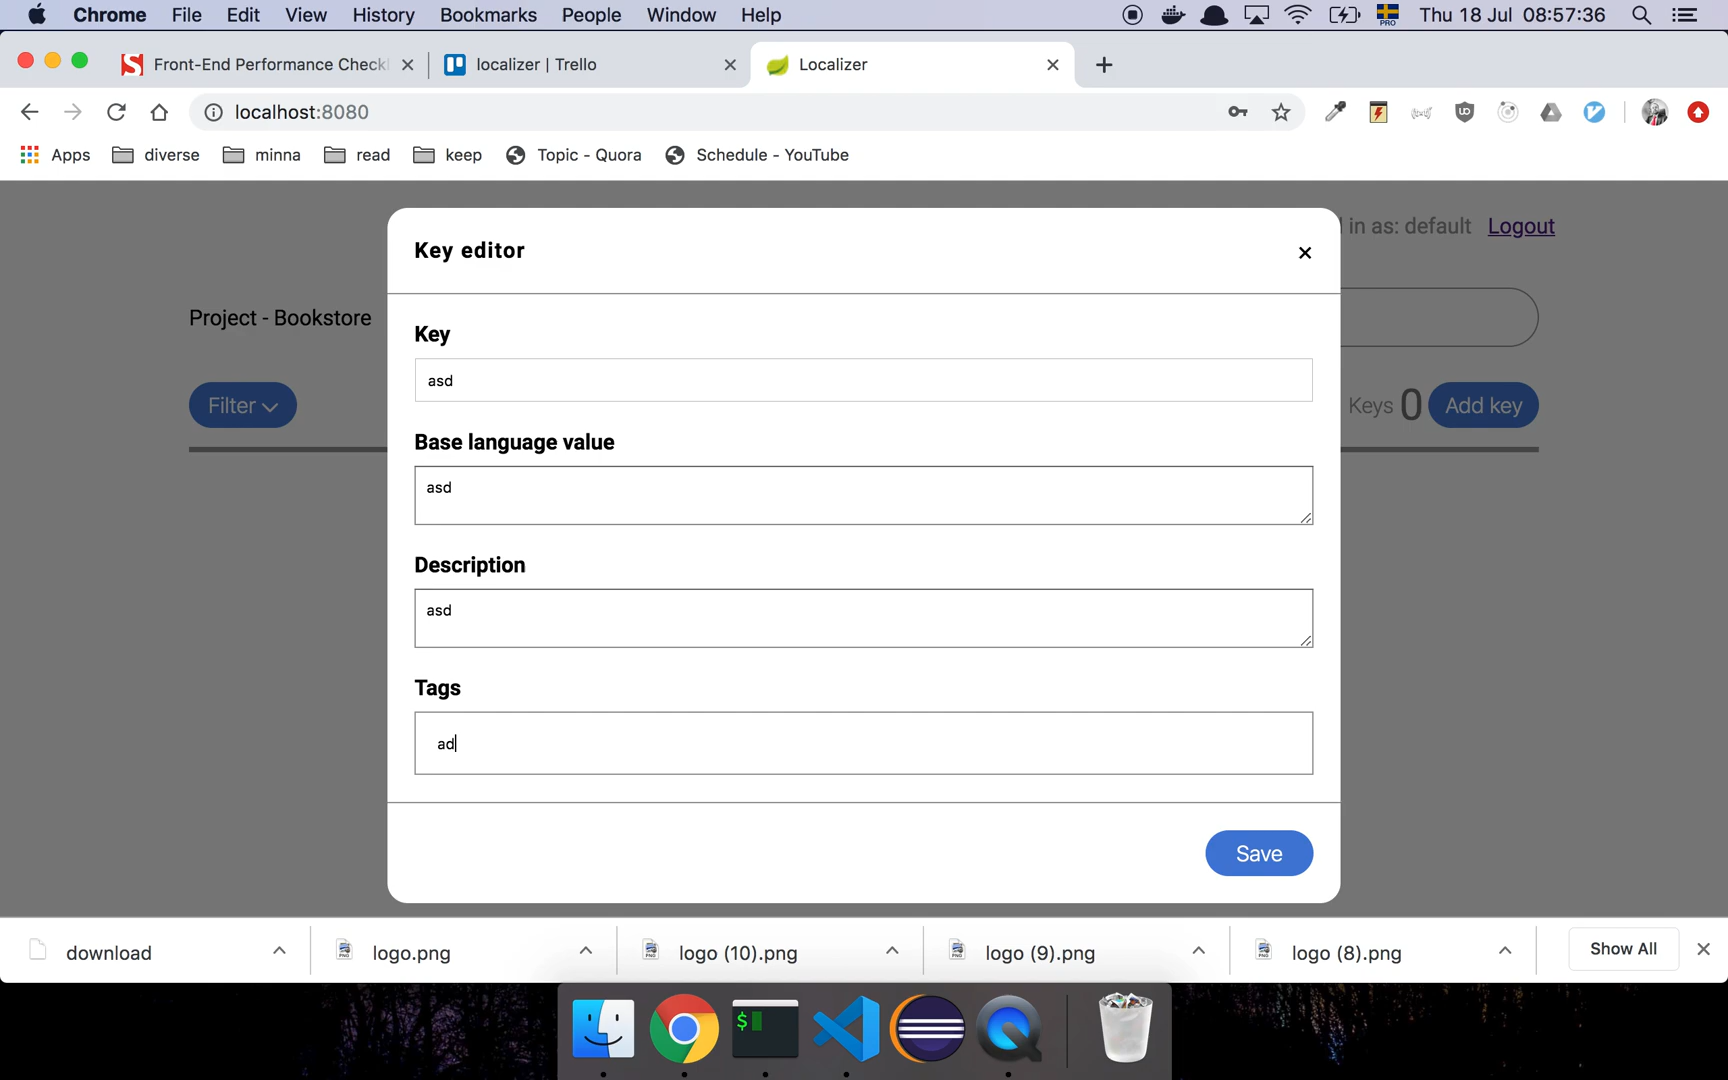 Chrome File Edit View History Bookmarks People Window Help PRO Thu 18 Jul 08:57:36
Front-End Performance Check localizer | Trello Localizer
localhost:8080
Apps diverse minna read keep Topic - Quora Schedule - YouTube
in as: default Logout
Key editor
Project - Bookstore
Filter
Keys 0 Add key
Key
asd
Base language value
asd
Description
asd
Tags
ad
Save
download logo.png logo (10).png logo (9).png logo (8).png Show All